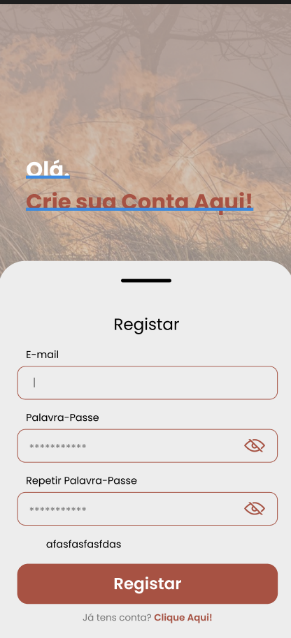 Olá.
Crie sua Conta Aqui!
Registar
E-mail
Palavra-Passe
***********
Repetir Palavra-Passe
***********
afasfasfasfdas
Registar
Já tens conta? Clique Aqui!